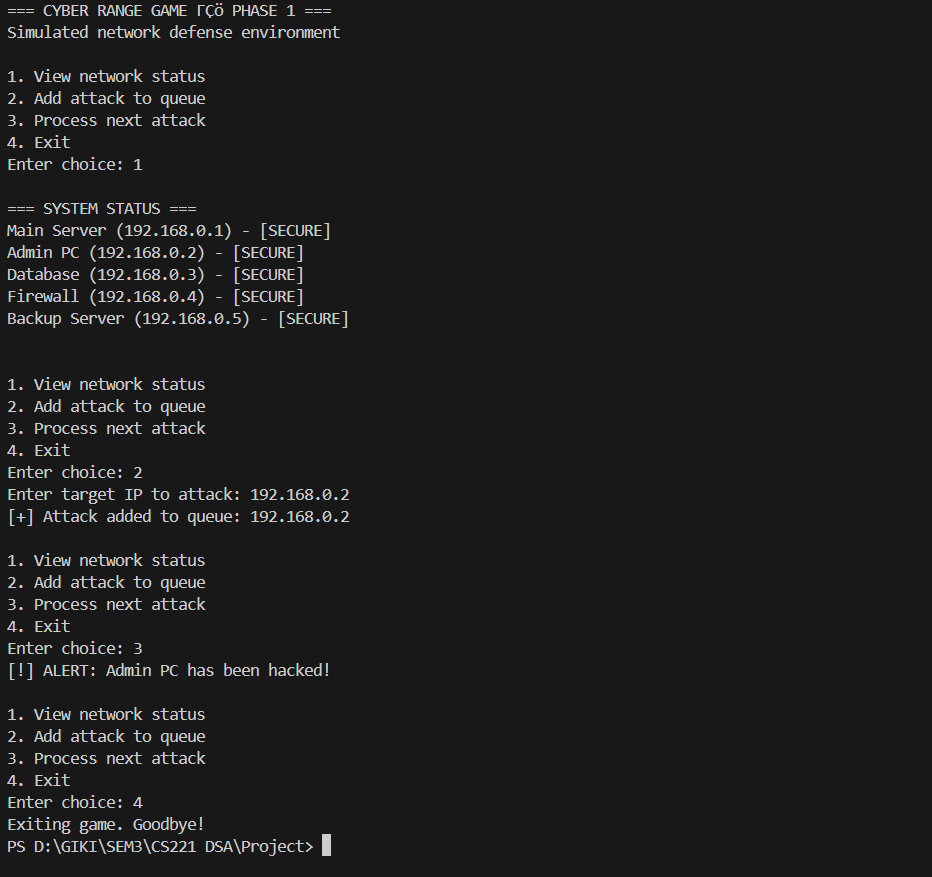 === CYBER RANGE GAME ΓÇö PHASE 1 ===
Simulated network defense environment
1. View network status
2. Add attack to queue
3. Process next attack
4. Exit
Enter choice: 1
=== SYSTEM STATUS ===
Main Server (192.168.0.1) - [SECURE]
Admin PC (192.168.0.2) - [SECURE]
Database (192.168.0.3) - [SECURE]
Firewall (192.168.0.4) - [SECURE]
Backup Server (192.168.0.5) - [SECURE]
1. View network status
2. Add attack to queue
3. Process next attack
4. Exit
Enter choice: 2
Enter target IP to attack: 192.168.0.2
[+] Attack added to queue: 192.168.0.2
1. View network status
2. Add attack to queue
3. Process next attack
4. Exit
Enter choice: 3
[!] ALERT: Admin PC has been hacked!
1. View network status
2. Add attack to queue
3. Process next attack
4. Exit
Enter choice: 4
Exiting game. Goodbye!
PS D:\GIKI\SEM3\CS221 DSA\Project>